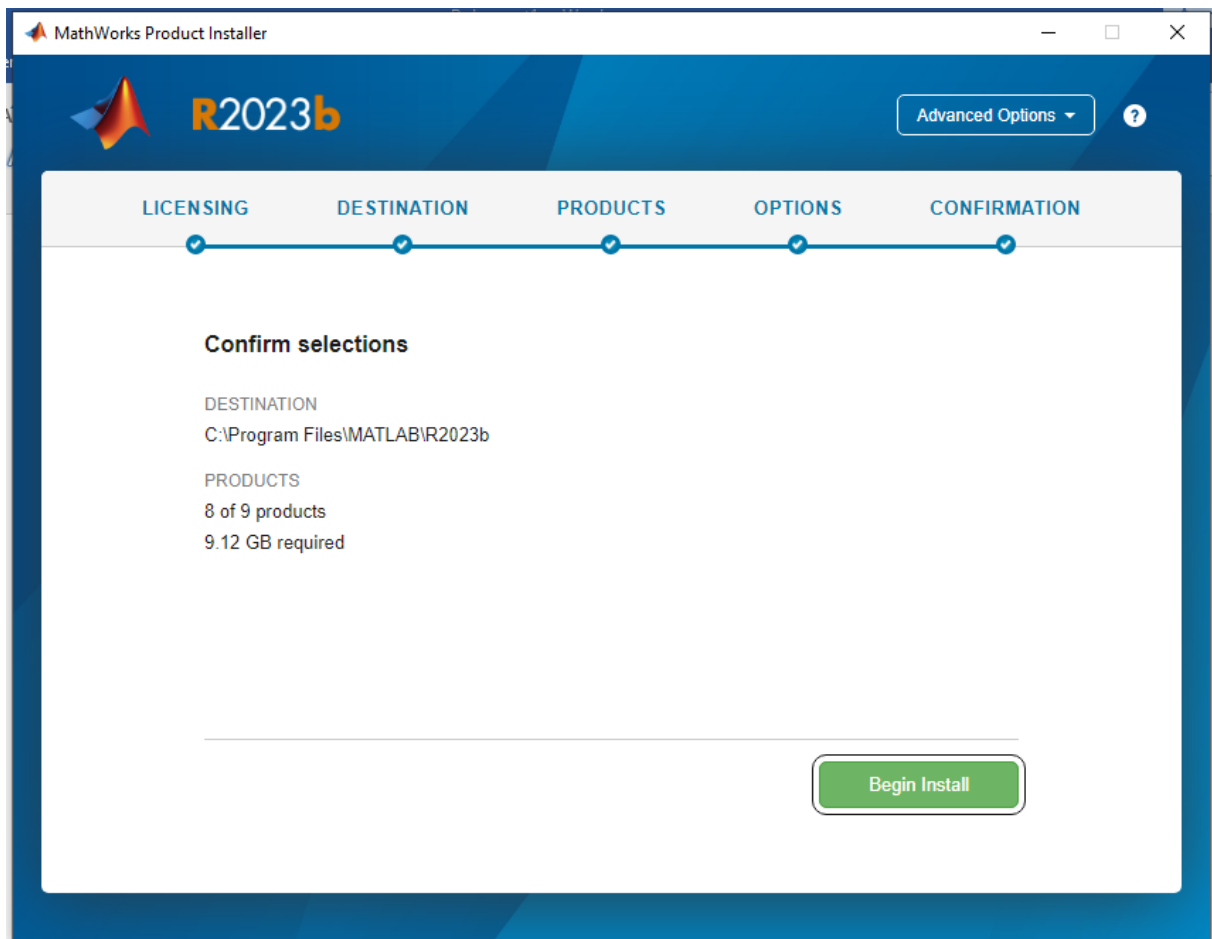 MathWorks Product Installer
R2023b
Advanced Options
?
LICENSING DESTINATION PRODUCTS OPTIONS CONFIRMATION
Confirm selections
DESTINATION
C:\Program Files\MATLAB\R2023b
PRODUCTS
8 of 9 products
9.12 GB required
Begin Install